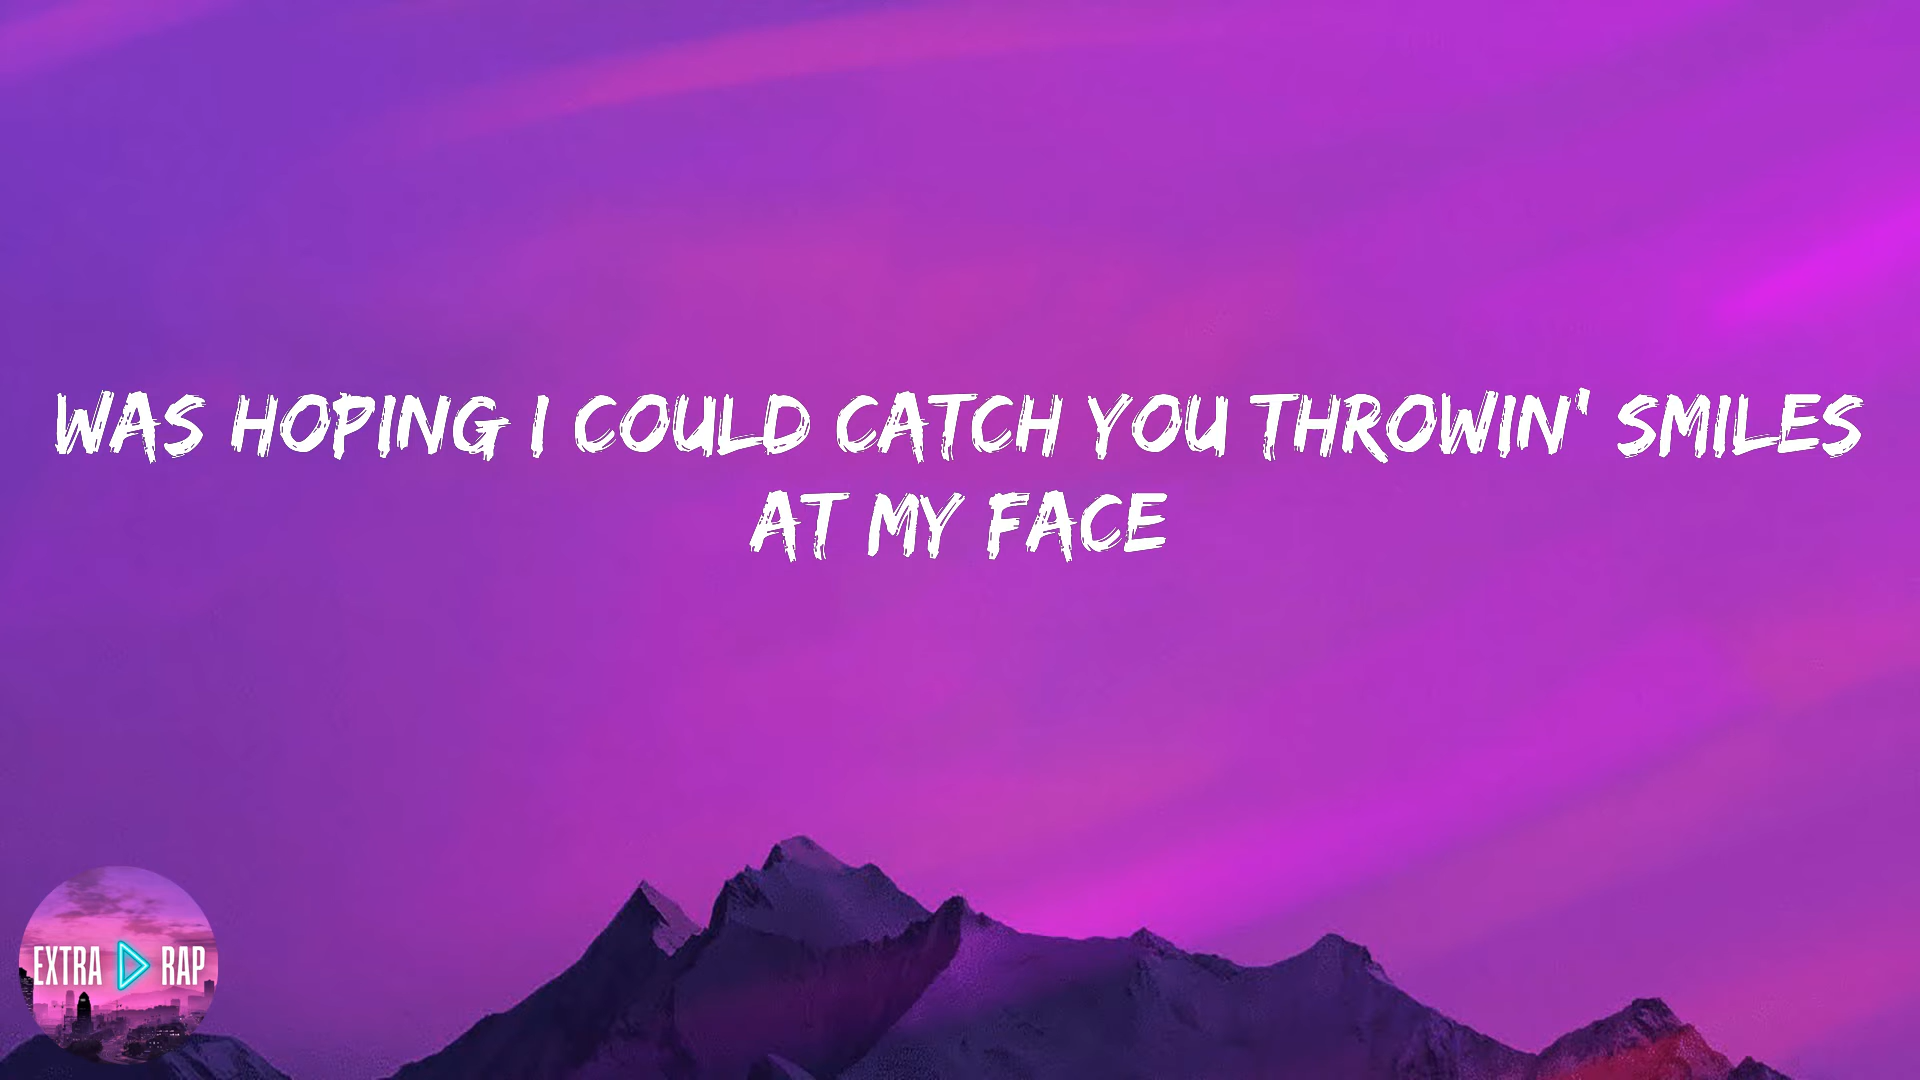 WAS HOPING I COULD CATCH YOU THROWIN' SMILES
AT MY FACE
EXTRA RAP